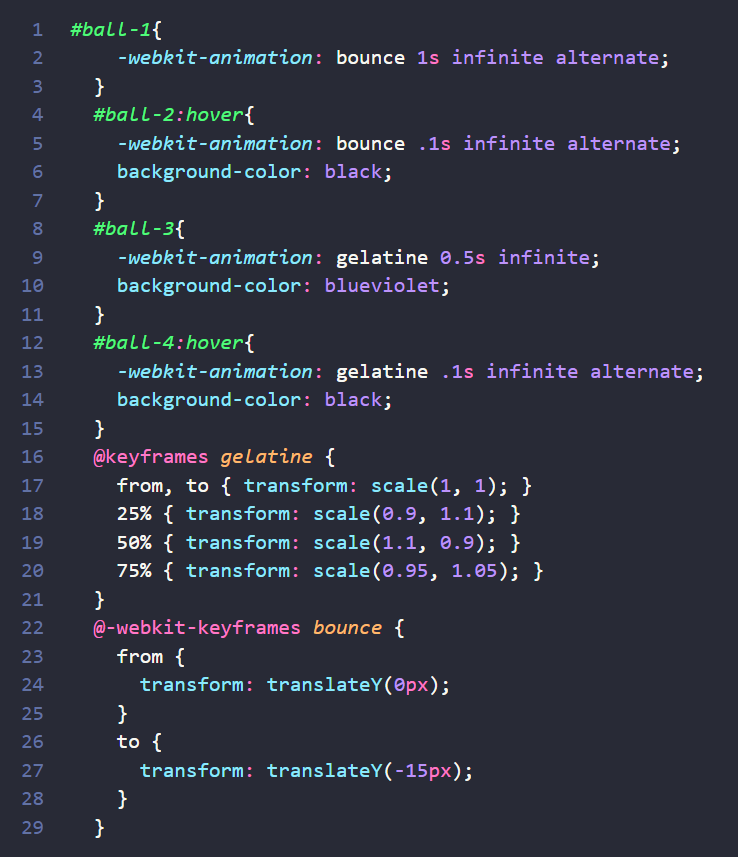 1 #ball-1{
2 -webkit-animation: bounce 1s infinite alternate;
3 }
4 #ball-2:hover{
5 -webkit-animation: bounce .1s infinite alternate;
6 background-color: black;
7 }
8 #ball-3{
9 -webkit-animation: gelatine 0.5s infinite;
10 background-color: blueviolet;
11 }
12 #ball-4:hover{
13 -webkit-animation: gelatine .1s infinite alternate;
14 background-color: black;
15 }
16 @keyframes gelatine {
17 from, to { transform: scale(1, 1); }
18 25% { transform: scale(0.9, 1.1); }
19 50% { transform: scale(1.1, 0.9); }
20 75% { transform: scale(0.95, 1.05); }
21 }
22 @-webkit-keyframes bounce {
23 from {
24 transform: translateY(0px);
25 }
26 to {
27 transform: translateY(-15px);
28 }
29 }